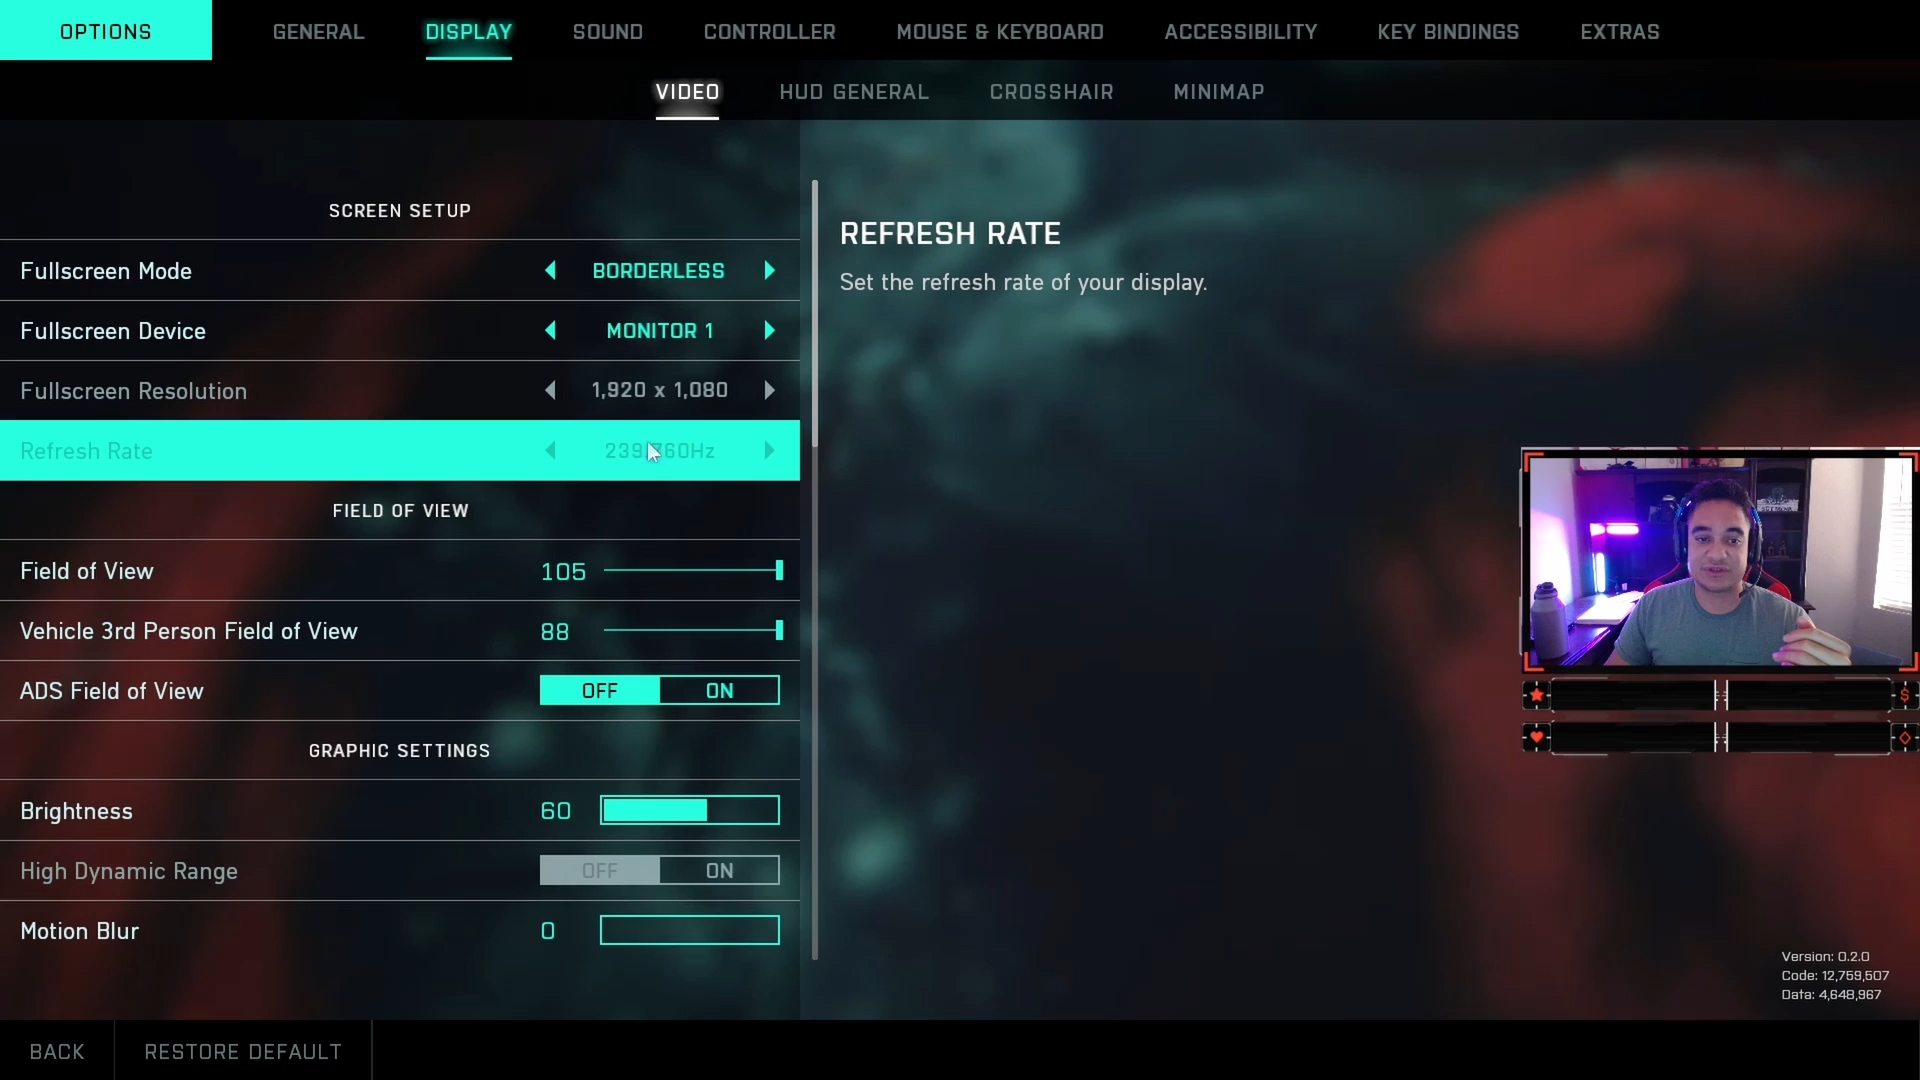 OPTIONS GENERAL DISPLAY SOUND CONTROLLER MOUSE & KEYBOARD ACCESSIBILITY KEY BINDINGS EXTRAS
VIDEO HUD GENERAL CROSSHAIR MINIMAP
SCREEN SETUP
Fullscreen Mode BORDERLESS
Fullscreen Device MONITOR 1
Fullscreen Resolution 1,920 x 1,080
Refresh Rate
FIELD OF VIEW
Field of View 105
Vehicle 3rd Person Field of View 88
ADS Field of View OFF ON
GRAPHIC SETTINGS
Brightness 60
High Dynamic Range OFF ON
Motion Blur 0
REFRESH RATE
Set the refresh rate of your display.
Version: 0.2.0
Code: 12,759,507
Data: 4,648,967
BACK RESTORE DEFAULT